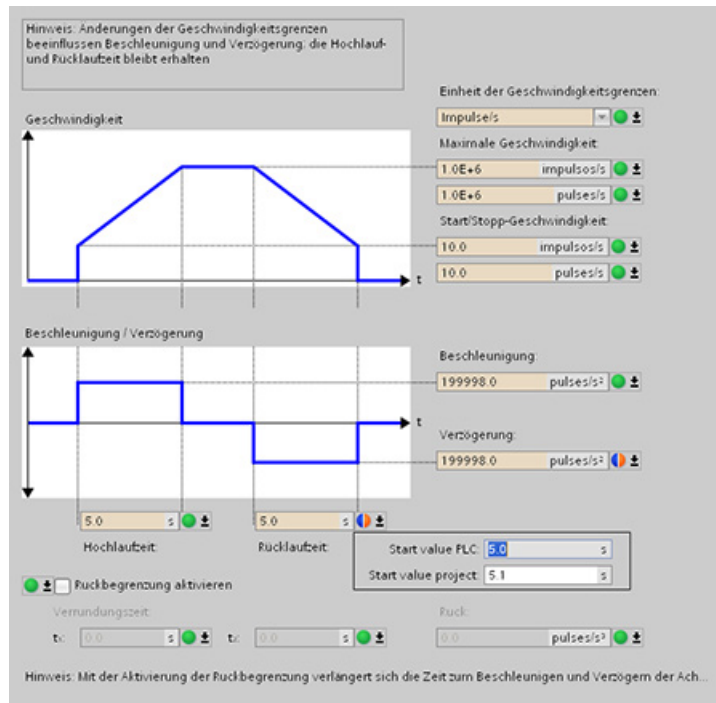 Hinweis: Änderungen der Geschwindigkeitsgrenzen
beeinflussen Beschleunigung und Verzögerung: die Hochlauf-
und Rücklaufzeit bleibt erhalten
Einheit der Geschwindigkeitsgrenzen:
Geschwindigkeit
Impulse/s
Maximale Geschwindigkeit:
1.0E+6 impulsos/s
1.0E+6 pulses/s
Start/Stopp-Geschwindigkeit:
10.0 impulsos/s
t
10.0 pulses/s
Beschleunigung / Verzögerung
Beschleunigung:
199998.0 pulses/s²
t
Verzögerung:
199998.0 pulses/s²
5.0 s 5.0 s
Hochlaufzeit: Rücklaufzeit:
Start value PLC: 5.0 s
Start value project: 5.1 s
Ruckbegrenzung aktivieren
Verrundungszeit: Ruck:
t₍: 0.0 s t₍: 0.0 s 0.0 pulses/s³
Hinweis: Mit der Aktivierung der Ruckbegrenzung verlängert sich die Zeit zum Beschleunigen und Verzögern der Ach...